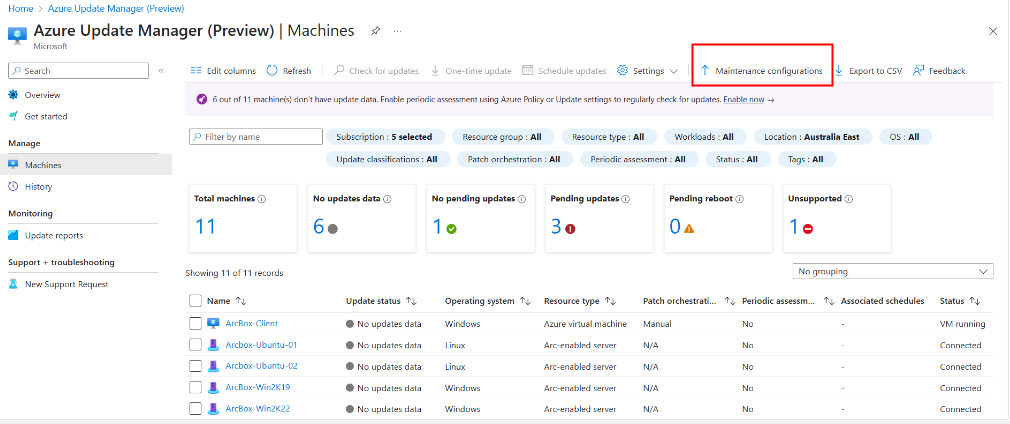 Home > Azure Update Manager (Preview)
Azure Update Manager (Preview) | Machines
Microsoft
Search
Overview
Get started
Manage
Machines
History
Monitoring
Update reports
Support + troubleshooting
New Support Request
Edit columns Refresh Check for updates One-time update Schedule updates Settings Maintenance configurations Export to CSV Feedback
6 out of 11 machine(s) don't have update data. Enable periodic assessment using Azure Policy or Update settings to regularly check for updates. Enable now →
Filter by name Subscription : 5 selected Resource group : All Resource type : All Workloads : All Location : Australia East OS : All
Update classifications : All Patch orchestration : All Periodic assessment : All Status : All Tags : All
Total machines No updates data No pending updates Pending updates Pending reboot Unsupported
11 6 1 3 0 1
Showing 11 of 11 records No grouping
Name Update status Operating system Resource type Patch orchestrati... Periodic assessm... Associated schedules Status
ArcBox-Client No updates data Windows Azure virtual machine Manual No - VM running
ArcBox-Ubuntu-01 No updates data Linux Arc-enabled server N/A No - Connected
ArcBox-Ubuntu-02 No updates data Linux Arc-enabled server N/A No - Connected
ArcBox-Win2K19 No updates data Windows Arc-enabled server N/A No - Connected
ArcBox-Win2K22 No updates data Windows Arc-enabled server N/A No - Connected